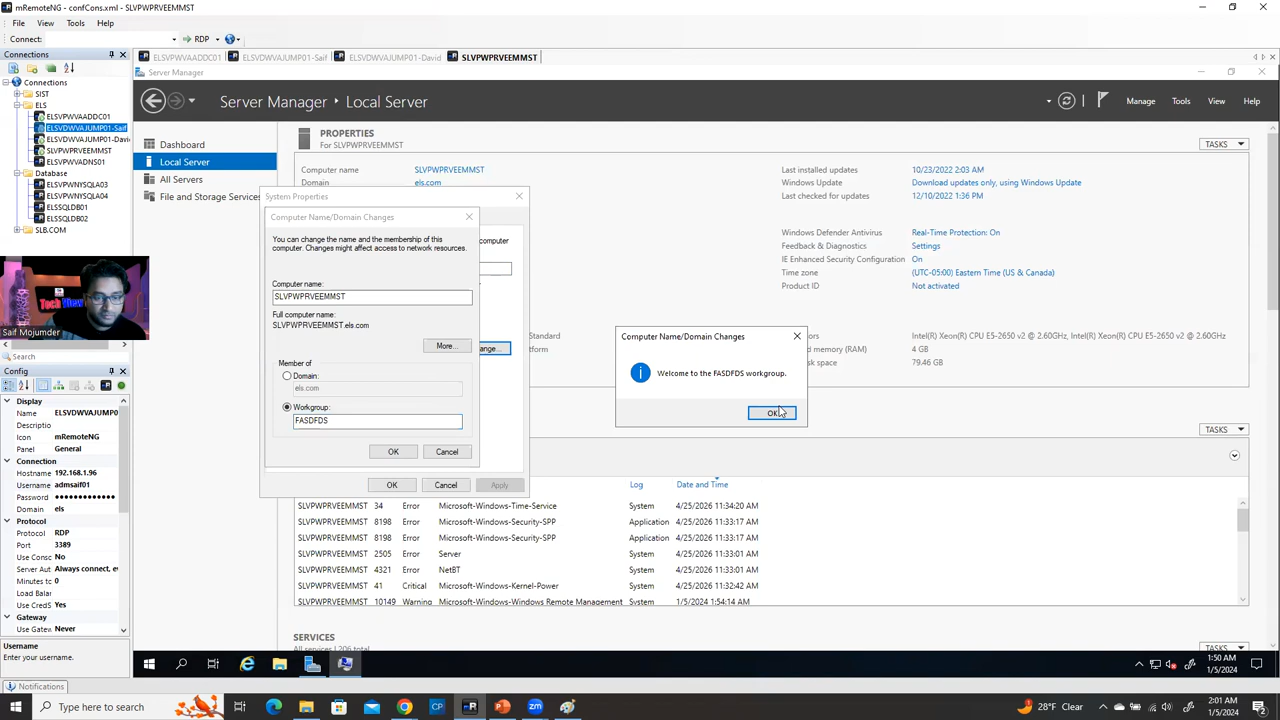 mRemoteNG - confCons.xml - SLVPWPRVEEMMST
File View Tools Help
Connect: RDP
Connections
ELSVPWVAADDC01
ELSVDWVAJUMP01-Saif
ELSVDWVAJUMP01-David
SLVPWPRVEEMMST
Connections
SIST
ELS
ELSVPWVAADDC01
ELSVDWVAJUMP01-Saif
ELSVDWVAJUMP01-Davi
SLVPWPRVEEMMST
ELSVPWVADNS01
Database
ELSVPWNYSQLA03
ELSVPWNYSQLA04
ELSSQLDB01
ELSSQLDB02
SLB.COM
Tech View
Saif Mojumder
Search
Config
Display
Name ELSVDWVAJUMP0
Descriptio
Icon mRemoteNG
Panel General
Connection
Hostname 192.168.1.96
Username admsaif01
Password ••••••••••••••••
Domain els
Protocol
Protocol RDP
Port 3389
Use Consc No
Server Aut Always connect, ev
Minutes to 0
Load Balar
Use CredS Yes
Gateway
Use Gatew Never
Username
Enter your username.
Notifications
Server Manager
Server Manager Local Server
Manage Tools View Help
Dashboard
Local Server
All Servers
File and Storage Services
PROPERTIES
For SLVPWPRVEEMMST
TASKS
Computer name SLVPWPRVEEMMST
Domain els.com
Last installed updates 10/23/2022 2:03 AM
Windows Update Download updates only, using Windows Update
Last checked for updates 12/10/2022 1:36 PM
Windows Defender Antivirus Real-Time Protection: On
Feedback & Diagnostics Settings
IE Enhanced Security Configuration On
Time zone (UTC-05:00) Eastern Time (US & Canada)
Product ID Not activated
Standard
tform
ors Intel(R) Xeon(R) CPU E5-2650 v2 @ 2.60GHz, Intel(R) Xeon(R) CPU E5-2650 v2 @ 2.60GHz
d memory (RAM) 4 GB
79.46 GB
System Properties
computer
ange...
OK Cancel Apply
Computer Name/Domain Changes
You can change the name and the membership of this
computer. Changes might affect access to network resources.
Computer name:
SLVPWPRVEEMMST
Full computer name:
SLVPWPRVEEMMST.els.com
More...
Member of
Domain:
els.com
Workgroup:
FASDFDS
OK Cancel
Computer Name/Domain Changes
Welcome to the FASDFDS workgroup.
OK
TASKS
Log Date and Time
SLVPWPRVEEMMST 34 Error Microsoft-Windows-Time-Service System 4/25/2026 11:34:20 AM
SLVPWPRVEEMMST 8198 Error Microsoft-Windows-Security-SPP Application 4/25/2026 11:33:17 AM
SLVPWPRVEEMMST 8198 Error Microsoft-Windows-Security-SPP Application 4/25/2026 11:33:17 AM
SLVPWPRVEEMMST 2505 Error Server System 4/25/2026 11:33:01 AM
SLVPWPRVEEMMST 4321 Error NetBT System 4/25/2026 11:33:01 AM
SLVPWPRVEEMMST 41 Critical Microsoft-Windows-Kernel-Power System 4/25/2026 11:32:42 AM
SLVPWPRVEEMMST 10149 Warning Microsoft-Windows-Windows Remote Management System 1/5/2024 1:54:14 AM
SERVICES
All services | 206 total
TASKS
1:50 AM
1/5/2024
Type here to search
28°F Clear
2:01 AM
1/5/2024